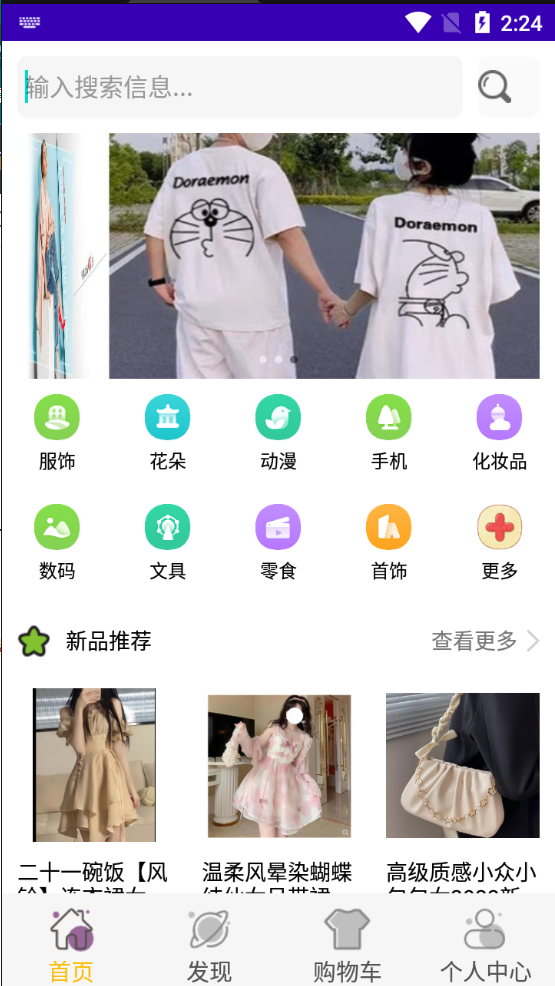 2:24
输入搜索信息...
Doraemon
Doraemon
服饰 花朵 动漫 手机 化妆品
数码 文具 零食 首饰 更多
新品推荐 查看更多
二十一碗饭【风 温柔风晕染蝴蝶 高级质感小众小
首页 发现 购物车 个人中心